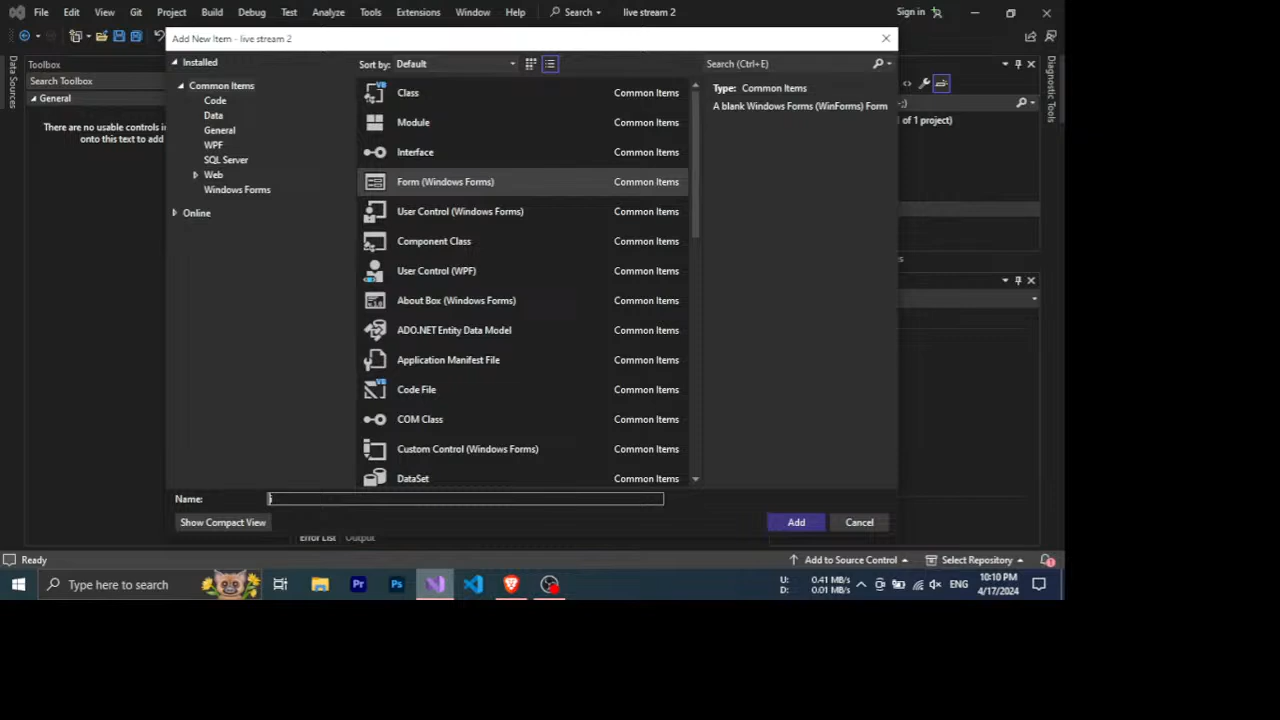 File Edit View Git Project Build Debug Test Analyze Tools Extensions Window Help Search live stream 2 Sign in
Add New Item - live stream 2
Data Sources
Toolbox
Search Toolbox
General
There are no usable controls in
onto this text to add
Installed
Common Items
Code
Data
General
WPF
SQL Server
Web
Windows Forms
Online
Sort by: Default
Class Common Items
Module Common Items
Interface Common Items
Form (Windows Forms) Common Items
User Control (Windows Forms) Common Items
Component Class Common Items
User Control (WPF) Common Items
About Box (Windows Forms) Common Items
ADO.NET Entity Data Model Common Items
Application Manifest File Common Items
Code File Common Items
COM Class Common Items
Custom Control (Windows Forms) Common Items
DataSet Common Items
Search (Ctrl+E)
Type: Common Items
A blank Windows Forms (WinForms) Form
-;)
of 1 project)
Diagnostic Tools
Name:
Show Compact View
Add Cancel
Error List Output
Ready Add to Source Control Select Repository 1
Type here to search Pr Ps
U: 0.41 MB/s
D: 0.01 MB/s
ENG
10:10 PM
4/17/2024